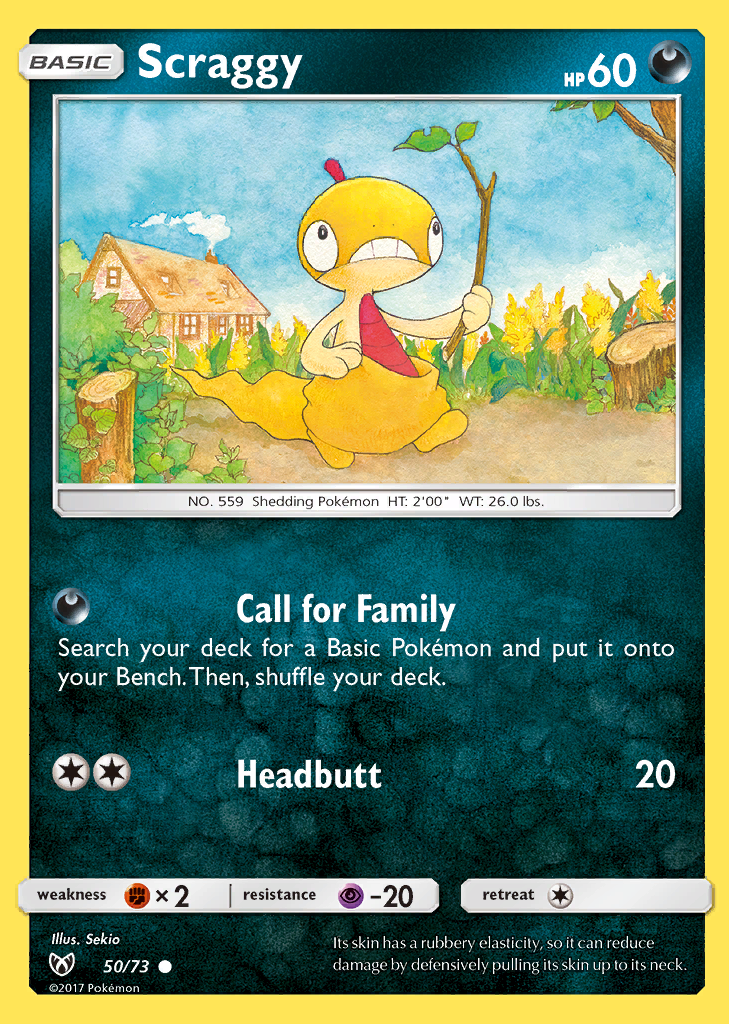 BASIC Scraggy HP60
NO. 559 Shedding Pokémon HT: 2'00" WT: 26.0 lbs.
Call for Family
Search your deck for a Basic Pokémon and put it onto
your Bench. Then, shuffle your deck.
Headbutt 20
weakness ×2 resistance -20 retreat
Illus. Sekio
50/73
©2017 Pokémon
Its skin has a rubbery elasticity, so it can reduce
damage by defensively pulling its skin up to its neck.